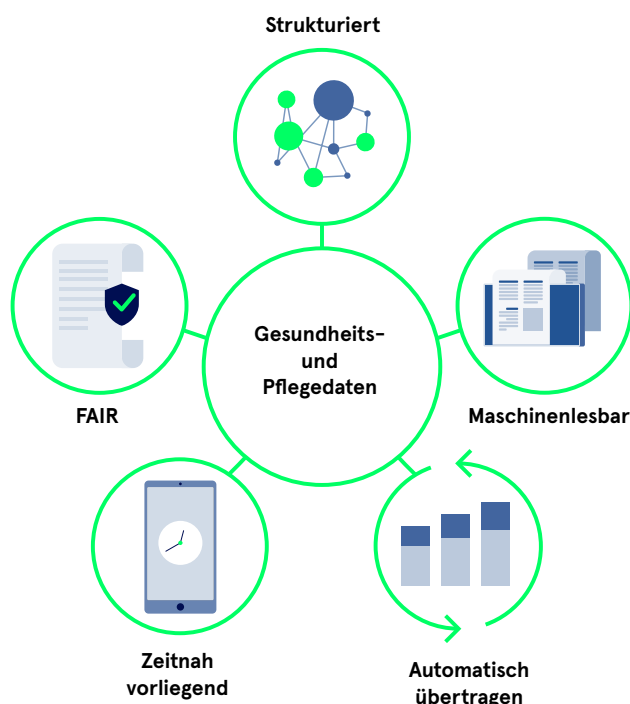 Strukturiert
Gesundheits-
und
Pflegedaten
FAIR
Maschinenlesbar
Zeitnah
vorliegend
Automatisch
übertragen